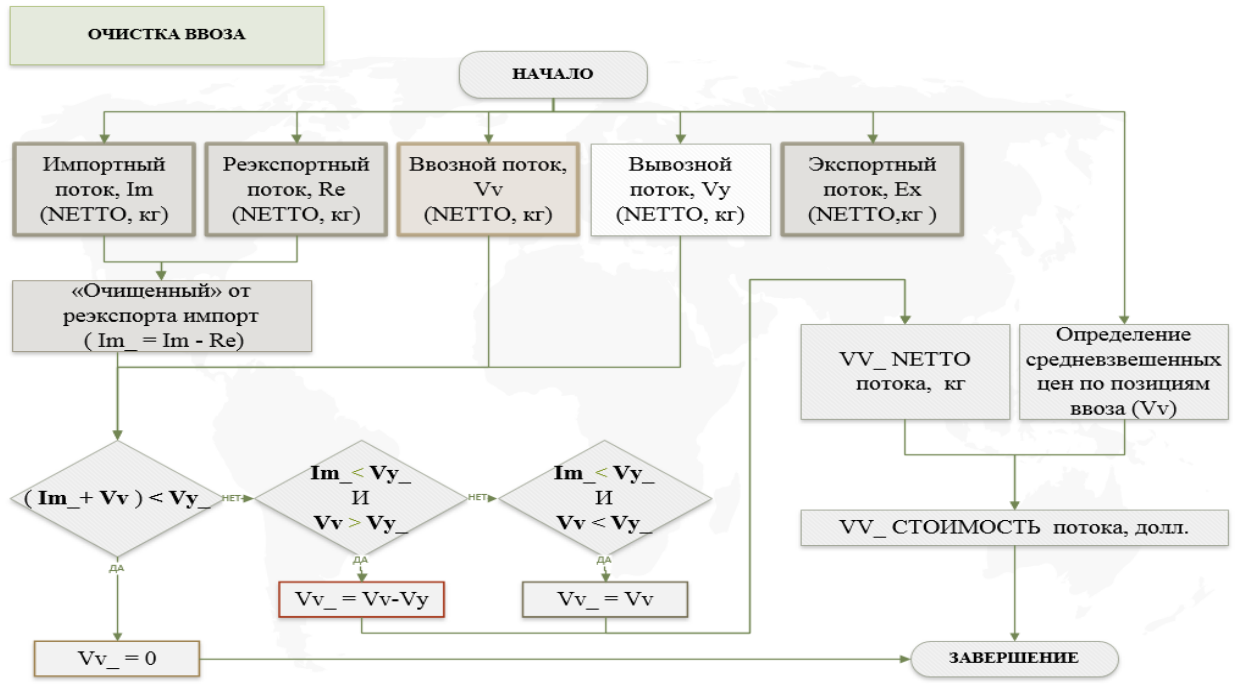 ОЧИСТКА ВВОЗА
НАЧАЛО
Импортный
поток, Im
(NETTO, кг)
Реэкспортный
поток, Re
(NETTO, кг)
Ввозной поток,
Vv
(NETTO, кг)
Вывозной
поток, Vy
(NETTO, кг)
Экспортный
поток, Ex
(NETTO,кг )
«Очищенный» от
реэкспорта импорт
( Im_ = Im - Re)
VV_ NETTO
потока, кг
Определение
средневзвешенных
цен по позициям
ввоза (Vv)
( Im_+ Vv ) < Vy_
НЕТ
Im_< Vy_
И
Vv > Vy_
НЕТ
Im_< Vy_
И
Vv < Vy_
ДА
ДА
ДА
VV_ СТОИМОСТЬ потока, долл.
Vv_ = Vv-Vy
Vv_ = Vv
Vv_ = 0
ЗАВЕРШЕНИЕ